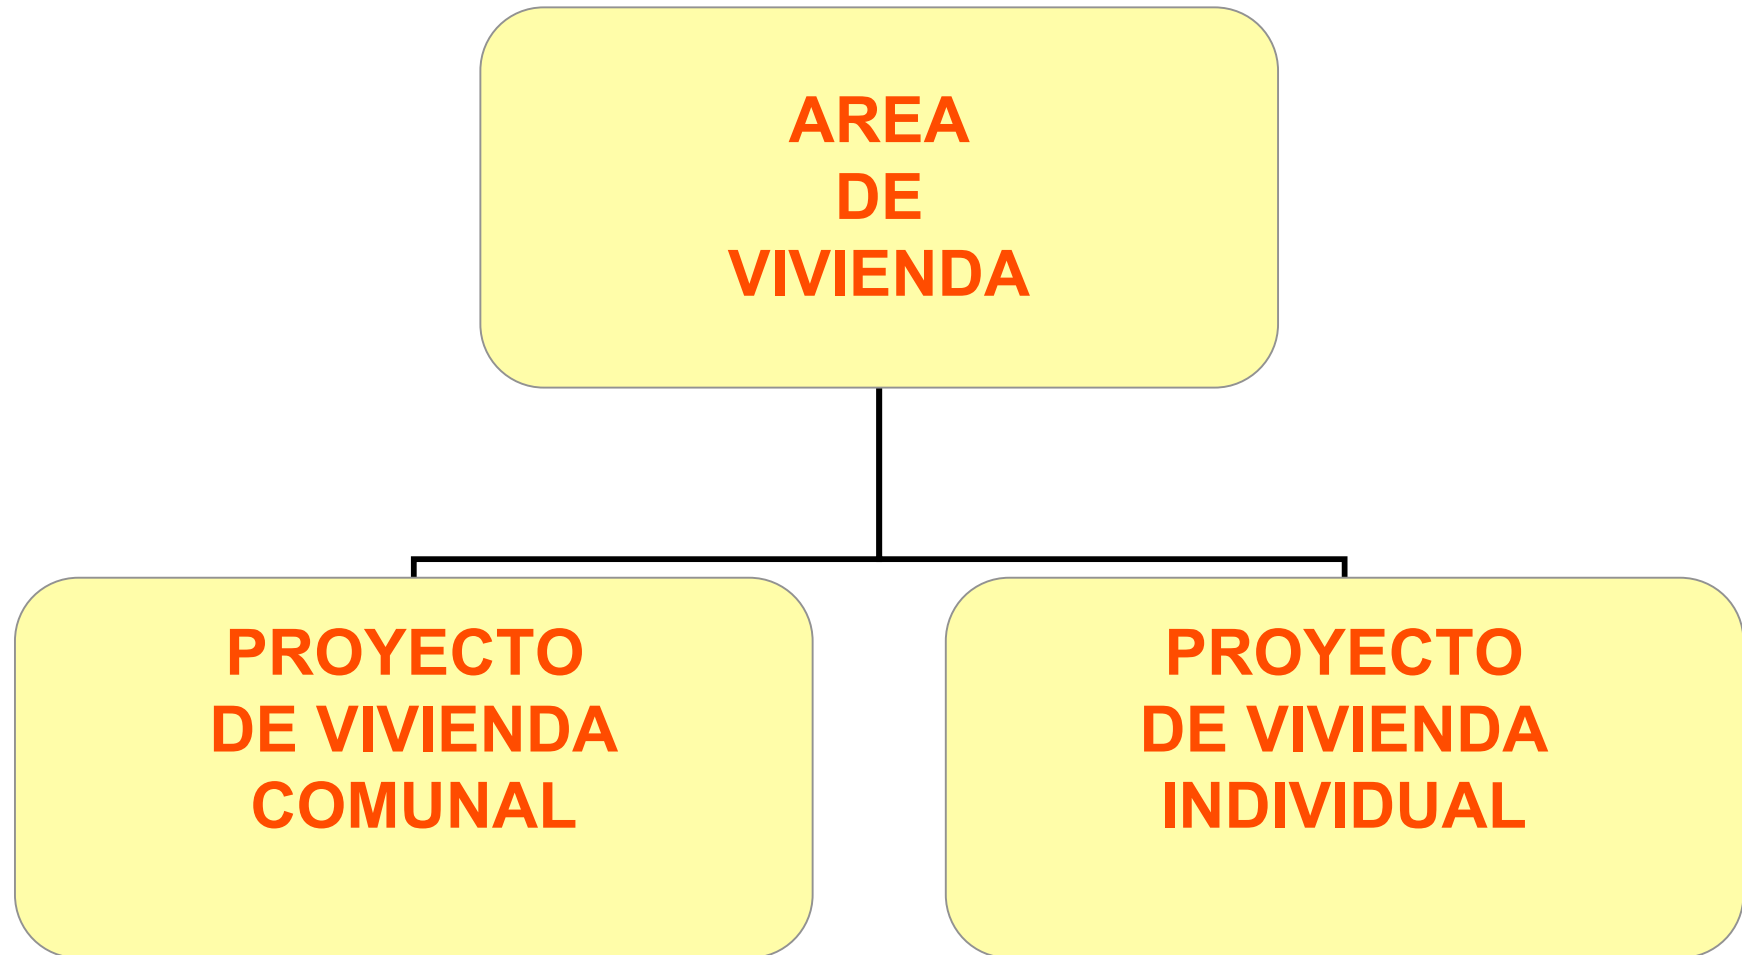 AREA
DE
VIVIENDA
PROYECTO
DE VIVIENDA
COMUNAL
PROYECTO
DE VIVIENDA
INDIVIDUAL